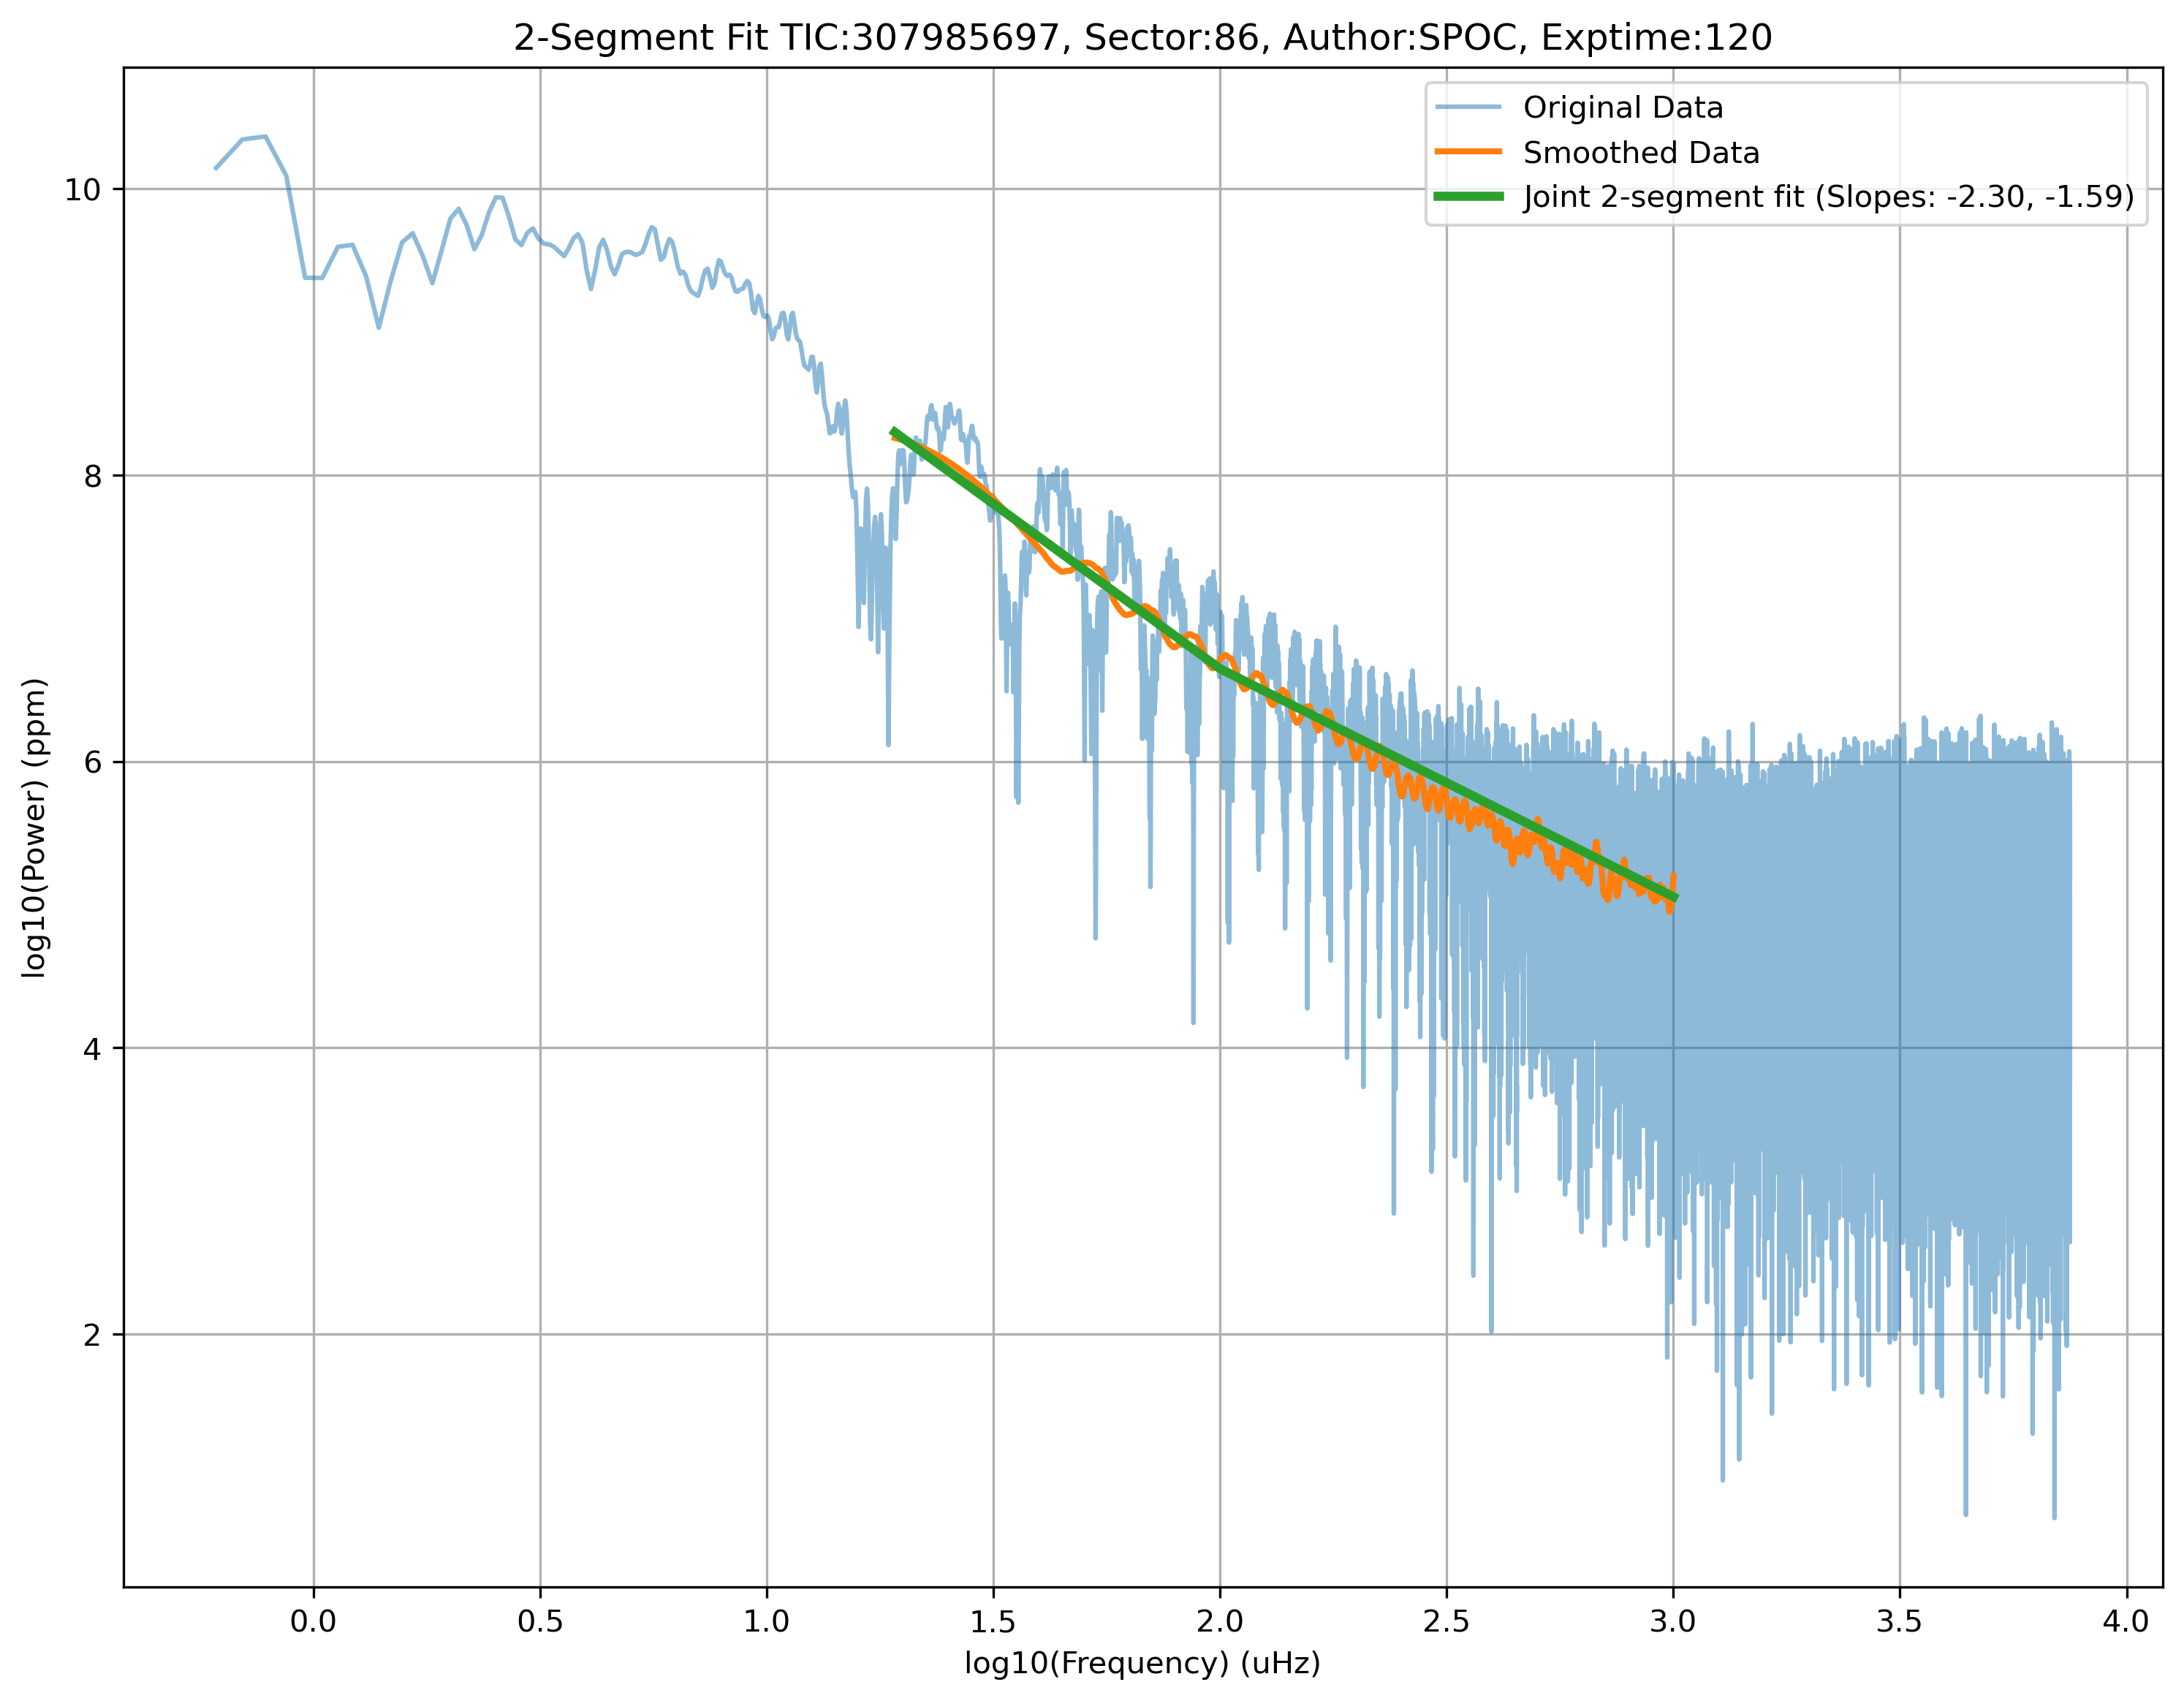 2-Segment Fit TIC:307985697, Sector:86, Author:SPOC, Exptime:120
Original Data
Smoothed Data
Joint 2-segment fit (Slopes: -2.30, -1.59)
log10(Power) (ppm)
10
8
6
4
2
0.0 0.5 1.0 1.5 2.0 2.5 3.0 3.5 4.0
log10(Frequency) (uHz)